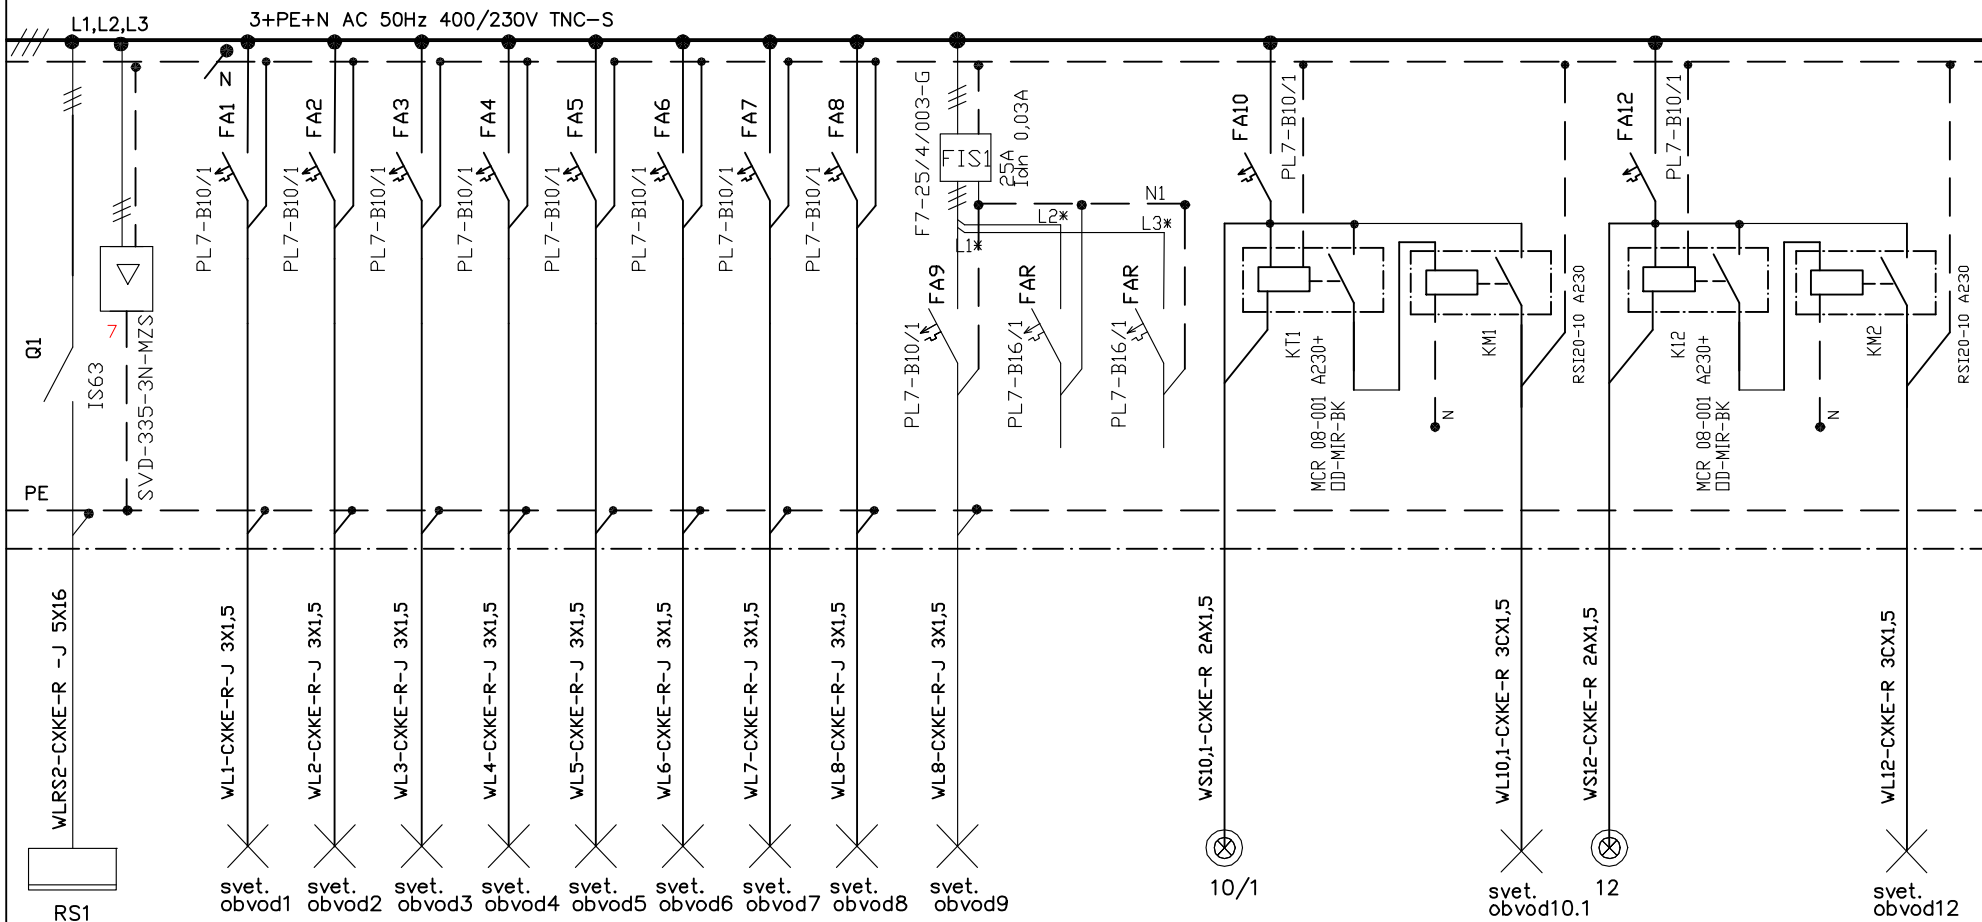 L1,L2,L3
3+PE+N AC 50Hz 400/230V TNC-S
N
FA1
FA2
FA3
FA4
FA5
FA6
FA7
FA8
F7-25/4/003-G
FIS1
25A
Idn 0,03A
FA10
PL7-B10/1
FA12
PL7-B10/1
PL7-B10/1
PL7-B10/1
PL7-B10/1
PL7-B10/1
PL7-B10/1
PL7-B10/1
PL7-B10/1
PL7-B10/1
N1
L1*
L2*
L3*
FA9
FAR
FAR
PL7-B10/1
PL7-B16/1
PL7-B16/1
Q1
IS63
7
SVD-335-3N-MZS
KT1
MCR 08-001 A230+
OD-MIR-BK
KM1
N
RSI20-10 A230
K12
MCR 08-001 A230+
OD-MIR-BK
KM2
N
RSI20-10 A230
PE
WLRS2-CXKE-R -J 5X16
WL1-CXKE-R-J 3X1,5
WL2-CXKE-R-J 3X1,5
WL3-CXKE-R-J 3X1,5
WL4-CXKE-R-J 3X1,5
WL5-CXKE-R-J 3X1,5
WL6-CXKE-R-J 3X1,5
WL7-CXKE-R-J 3X1,5
WL8-CXKE-R-J 3X1,5
WL8-CXKE-R-J 3X1,5
WS10,1-CXKE-R 2AX1,5
WL10,1-CXKE-R 3CX1,5
WS12-CXKE-R 2AX1,5
WL12-CXKE-R 3CX1,5
RS1
svet.
obvod1
svet.
obvod2
svet.
obvod3
svet.
obvod4
svet.
obvod5
svet.
obvod6
svet.
obvod7
svet.
obvod8
svet.
obvod9
10/1
svet.
obvod10.1
12
svet.
obvod12